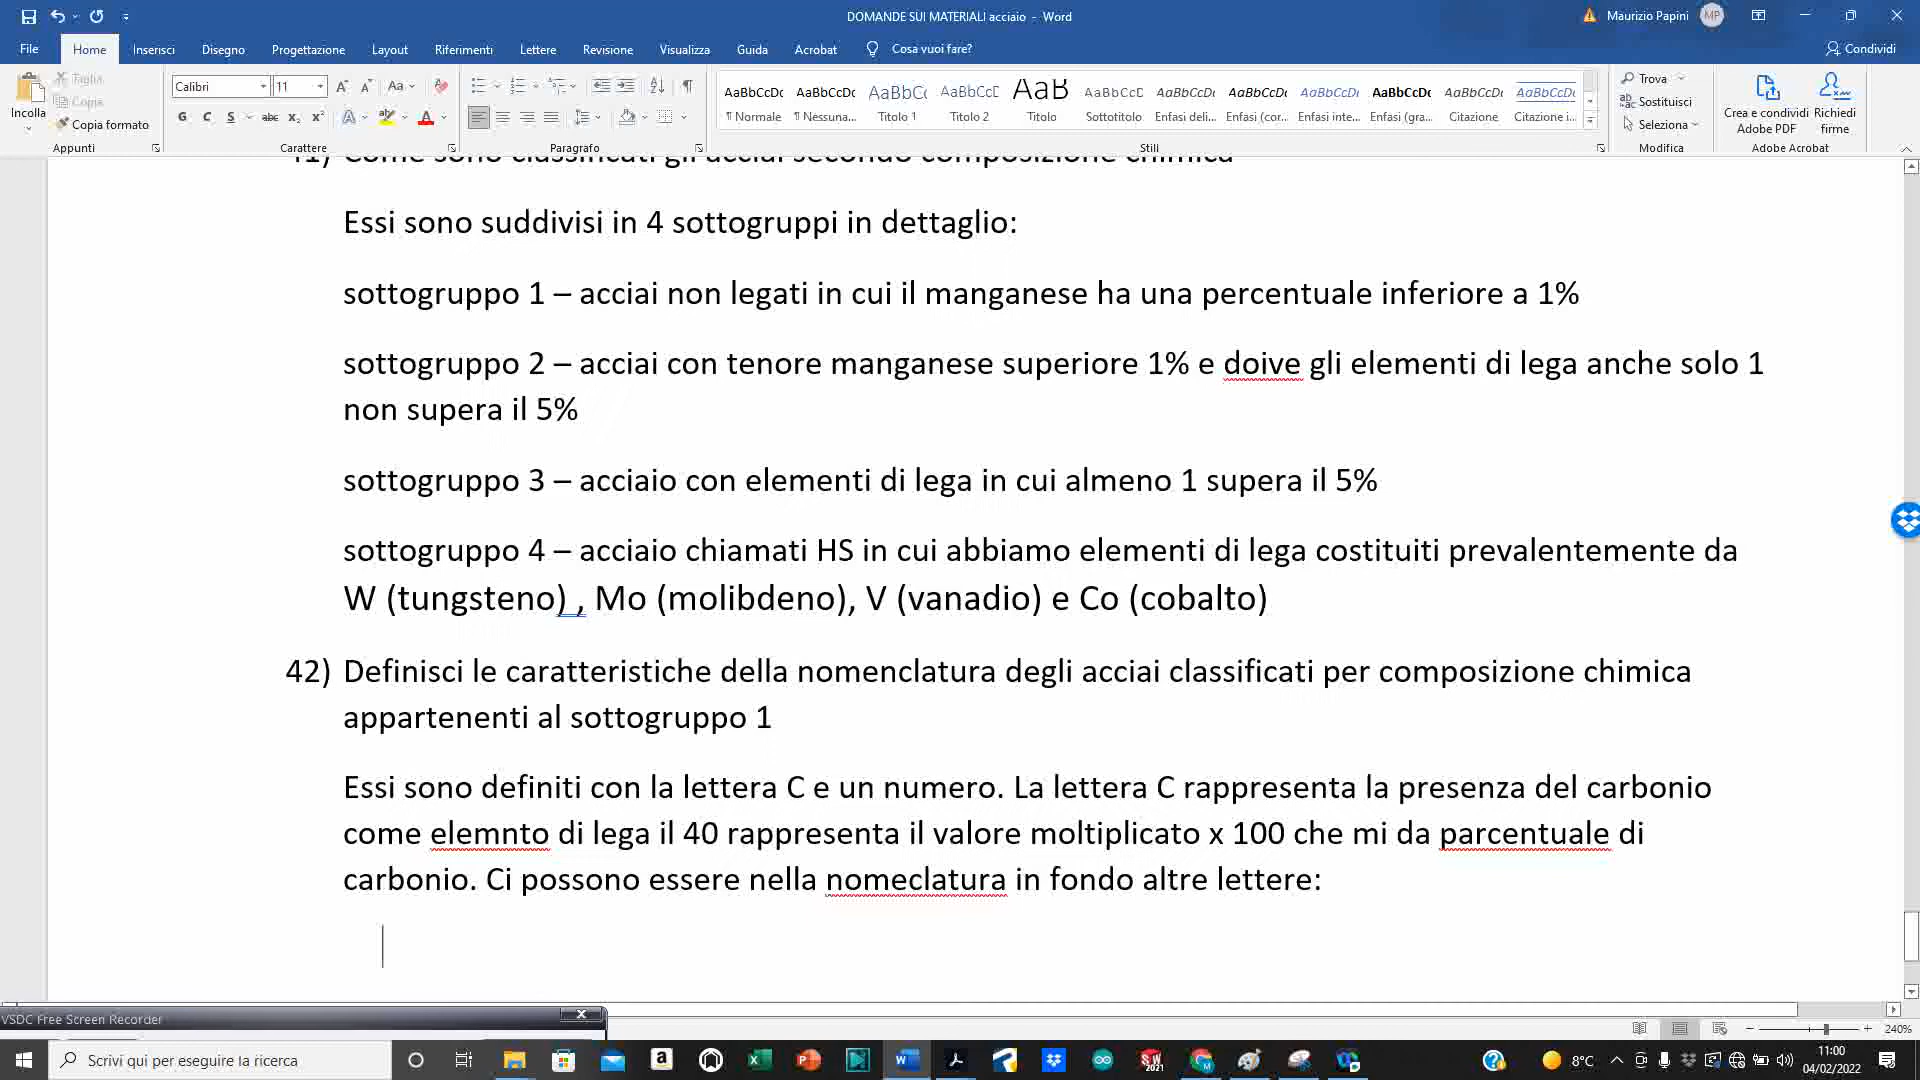 DOMANDE SUI MATERIALI acciaio - Word
Maurizio Papini
MP
File Home Inserisci Disegno Progettazione Layout Riferimenti Lettere Revisione Visualizza Guida Acrobat Cosa vuoi fare? Condividi
Incolla
Taglia
Copia
Copia formato
Appunti
Calibri 11
G C S abc x₂ x²
Carattere
Paragrafo
AaBbCcDc AaBbCcDc AaBbC( AaBbCcD AaB AaBbCcD AaBbCcDc AaBbCcDc AaBbCcDc AaBbCcDc AaBbCcDc AaBbCcDc
¶ Normale ¶ Nessuna... Titolo 1 Titolo 2 Titolo Sottotitolo Enfasi deli... Enfasi (cor... Enfasi inte... Enfasi (gra... Citazione Citazione i...
Stili
Trova
Sostituisci
Seleziona
Modifica
Crea e condividi Adobe PDF
Richiedi firme
Adobe Acrobat
41) Come sono classificati gli acciai secondo composizione chimica
Essi sono suddivisi in 4 sottogruppi in dettaglio:
sottogruppo 1 – acciai non legati in cui il manganese ha una percentuale inferiore a 1%
sottogruppo 2 – acciai con tenore manganese superiore 1% e doive gli elementi di lega anche solo 1
non supera il 5%
sottogruppo 3 – acciaio con elementi di lega in cui almeno 1 supera il 5%
sottogruppo 4 – acciaio chiamati HS in cui abbiamo elementi di lega costituiti prevalentemente da
W (tungsteno) , Mo (molibdeno), V (vanadio) e Co (cobalto)
42) Definisci le caratteristiche della nomenclatura degli acciai classificati per composizione chimica
appartenenti al sottogruppo 1
Essi sono definiti con la lettera C e un numero. La lettera C rappresenta la presenza del carbonio
come elemnto di lega il 40 rappresenta il valore moltiplicato x 100 che mi da parcentuale di
carbonio. Ci possono essere nella nomeclatura in fondo altre lettere:
VSDC Free Screen Recorder
240%
Scrivi qui per eseguire la ricerca
8°C
11:00
04/02/2022